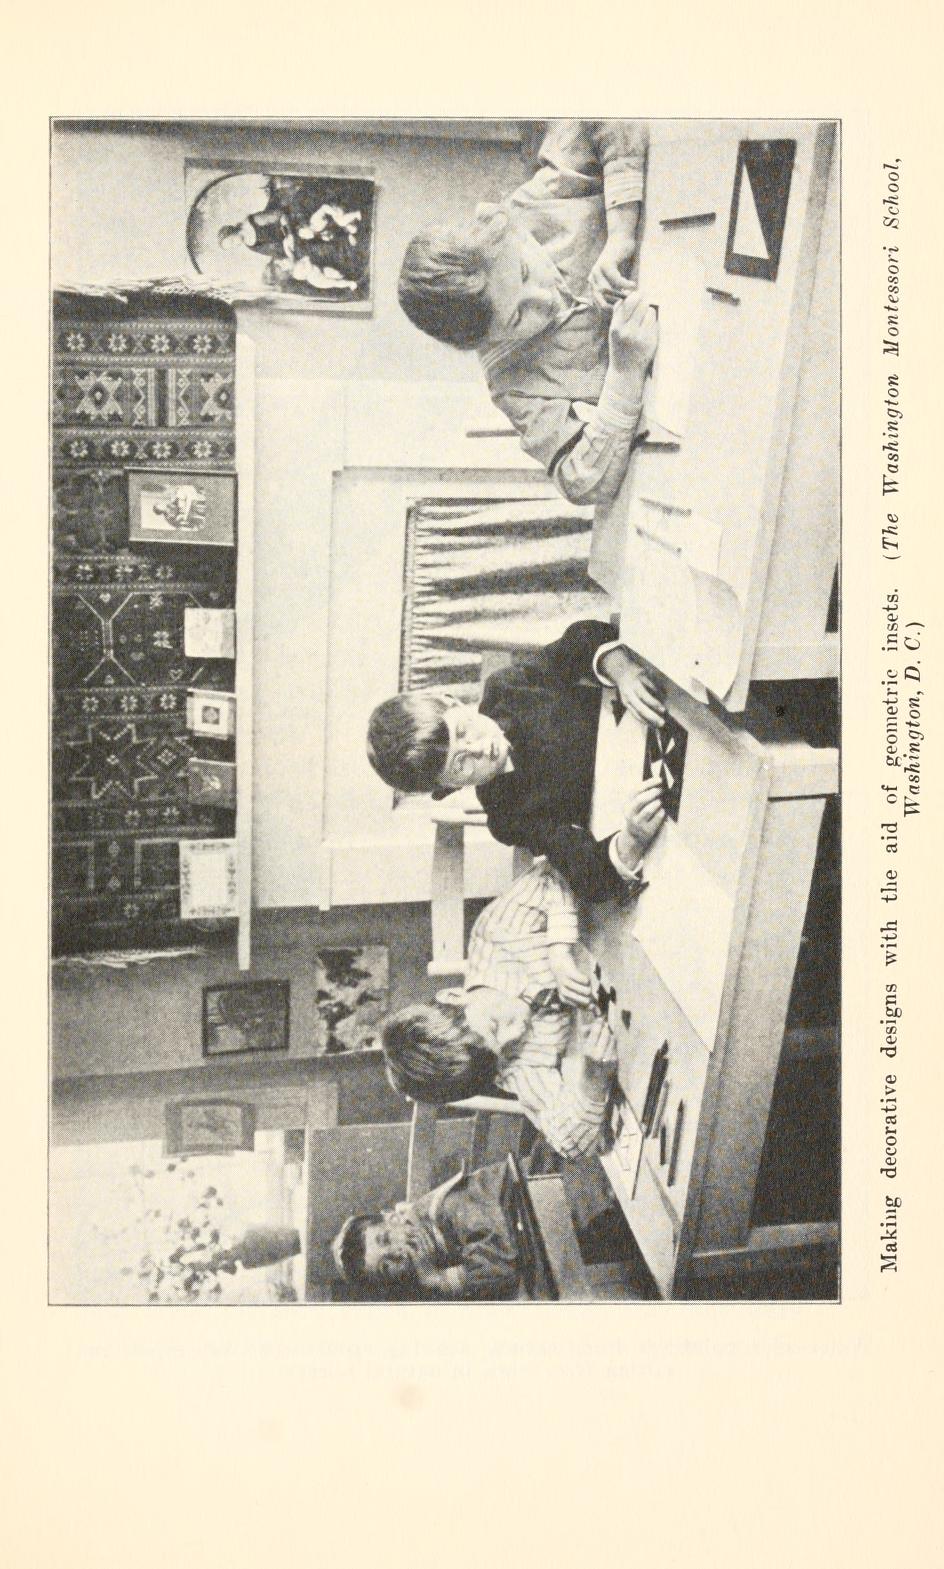 Making decorative designs with the aid of geometric insets. (The Washington Montessori School,
Washington, D. C.)